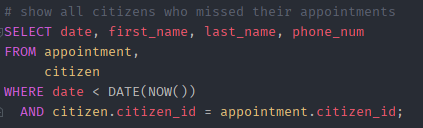 # show all citizens who missed their appointments
SELECT date, first_name, last_name, phone_num
FROM appointment,
citizen
WHERE date < DATE(NOW())
AND citizen.citizen_id = appointment.citizen_id;